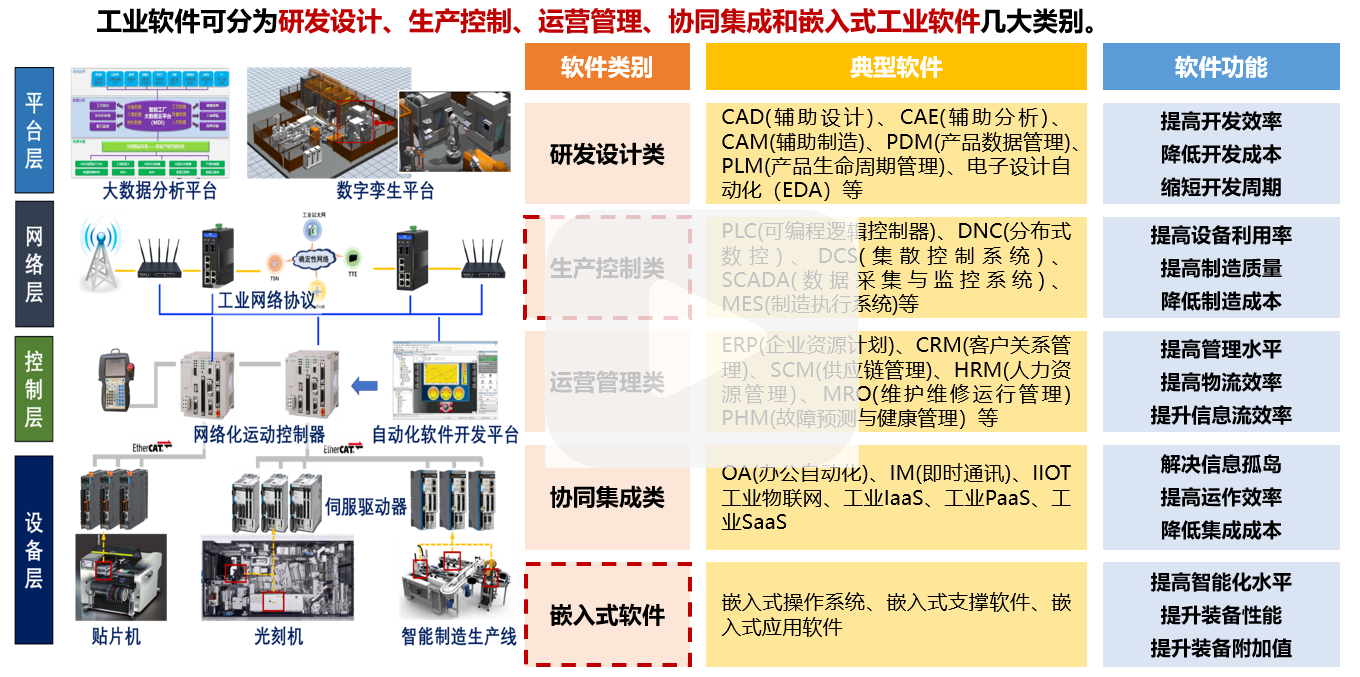 工业软件可分为研发设计、生产控制、运营管理、协同集成和嵌入式工业软件几大类别。
平台层
大数据分析平台
数字孪生平台
智能工厂
大数据云平台
(MDI)
网络层
工业以太网
确定性网络
TSN
TTE
工业网络协议
控制层
网络化运动控制器
自动化软件开发平台
EtherCAT
EtherCAT
设备层
伺服驱动器
贴片机
光刻机
智能制造生产线
软件类别
典型软件
软件功能
研发设计类
CAD(辅助设计)、CAE(辅助分析)、
CAM(辅助制造)、PDM(产品数据管理)、
PLM(产品生命周期管理)、电子设计自
动化（EDA）等
提高开发效率
降低开发成本
缩短开发周期
生产控制类
PLC(可编程逻辑控制器)、DNC(分布式
数控)、DCS(集散控制系统)、
SCADA(数据采集与监控系统)、
MES(制造执行系统)等
提高设备利用率
提高制造质量
降低制造成本
运营管理类
ERP(企业资源计划)、CRM(客户关系管
理)、SCM(供应链管理)、HRM(人力资
源管理)、MRO(维护维修运行管理)
PHM(故障预测与健康管理）等
提高管理水平
提高物流效率
提升信息流效率
协同集成类
OA(办公自动化)、IM(即时通讯)、IIOT
工业物联网、工业IaaS、工业PaaS、工
业SaaS
解决信息孤岛
提高运作效率
降低集成成本
嵌入式软件
嵌入式操作系统、嵌入式支撑软件、嵌
入式应用软件
提高智能化水平
提升装备性能
提升装备附加值